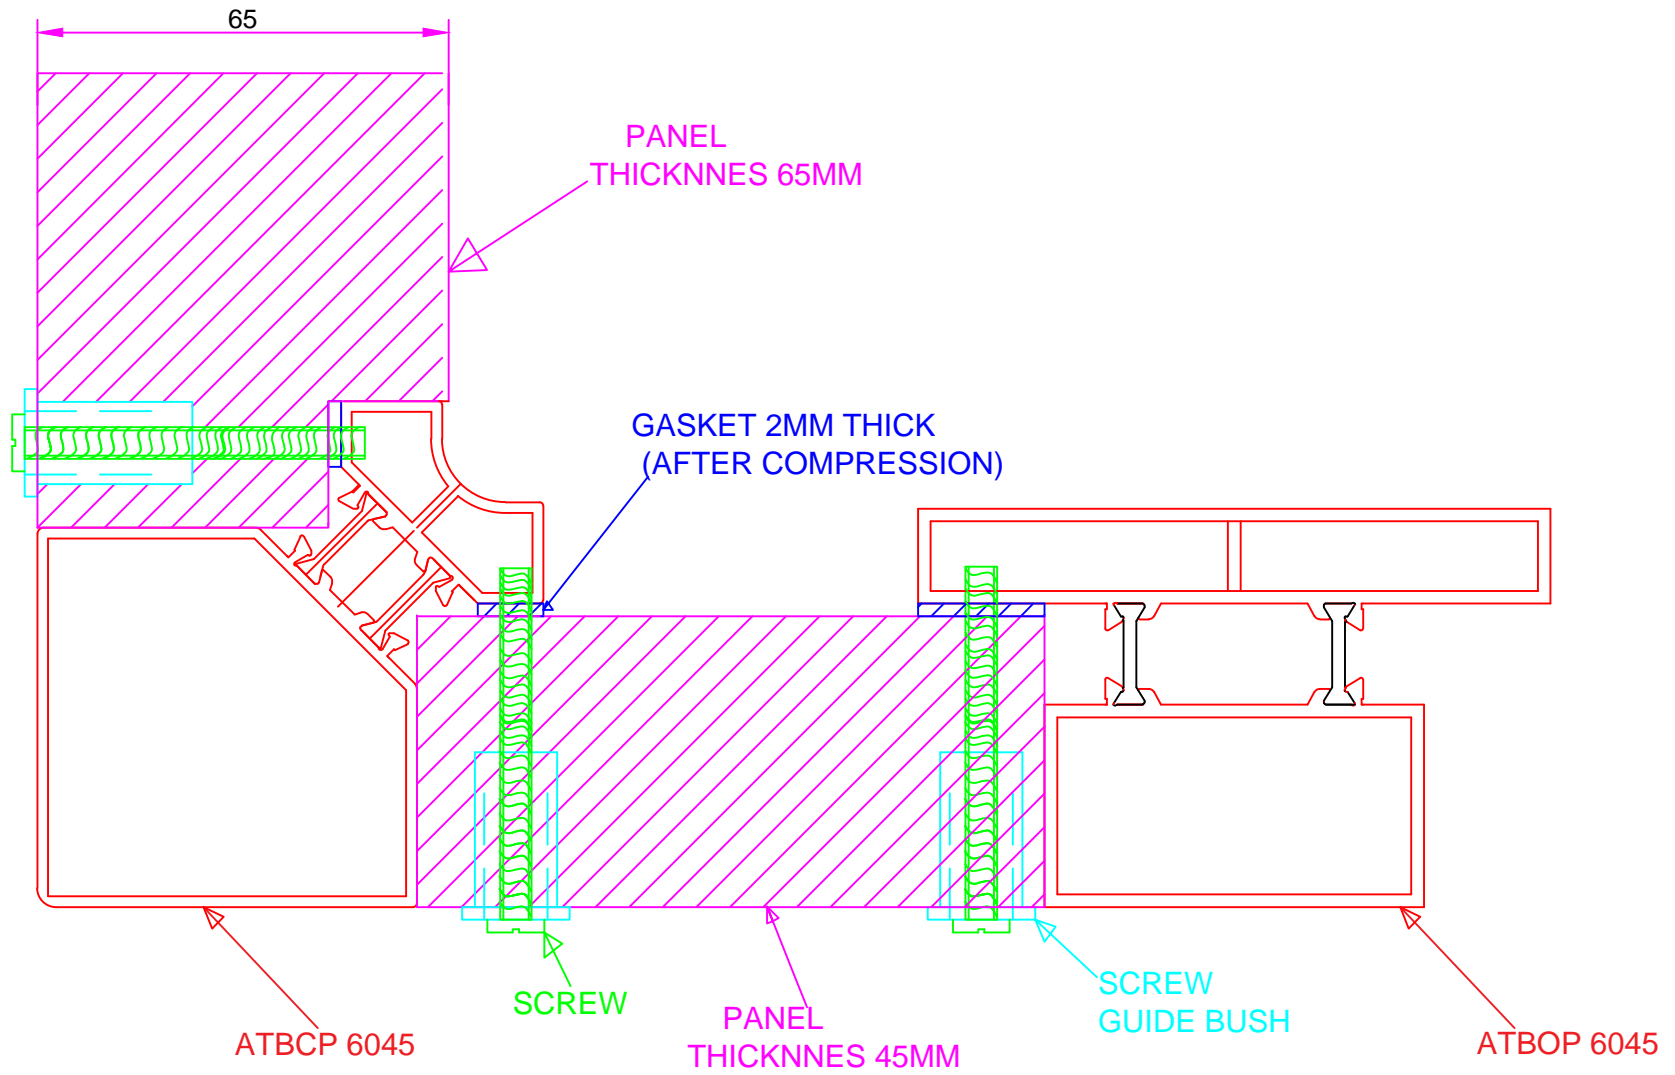 65
PANEL
THICKNNES 65MM
GASKET 2MM THICK
(AFTER COMPRESSION)
SCREW
SCREW
GUIDE BUSH
PANEL
THICKNNES 45MM
ATBCP 6045
ATBOP 6045